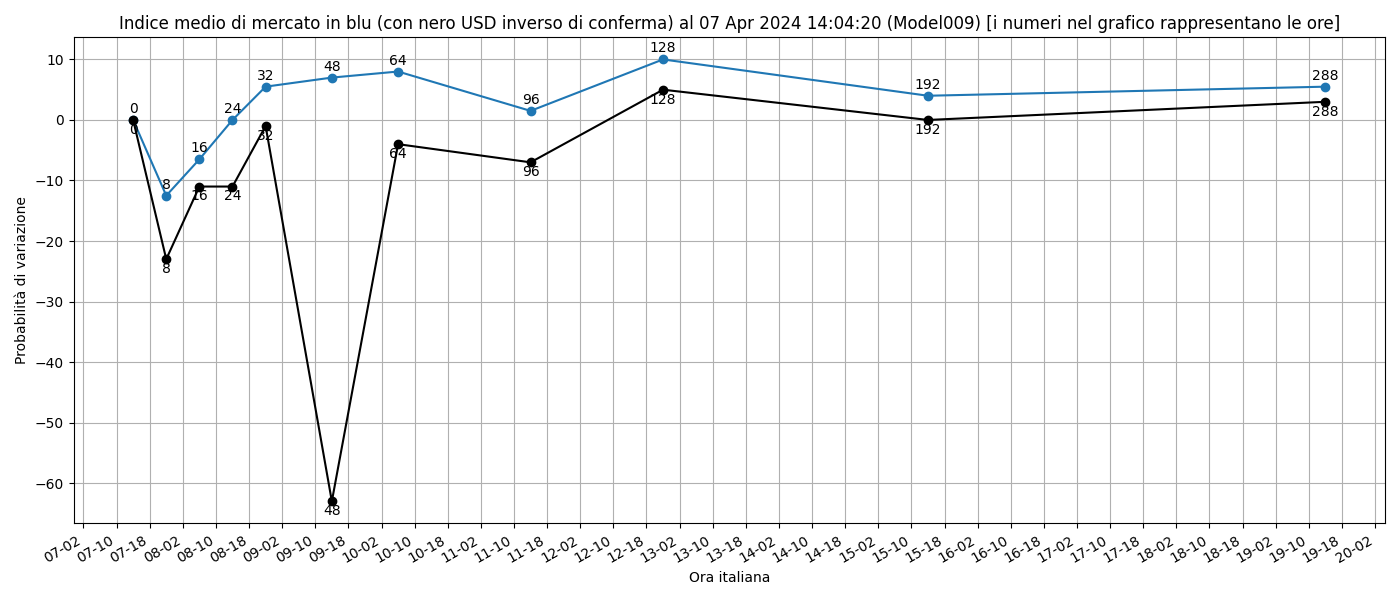 Indice medio di mercato in blu (con nero USD inverso di conferma) al 07 Apr 2024 14:04:20 (Model009) [i numeri nel grafico rappresentano le ore]
Probabilità di variazione
10
0
−10
−20
−30
−40
−50
−60
0 8 16 24 32 48 64 96 128 192 288
0 8 16 24 32 48 64 96 128 192 288
07-02 07-10 07-18 08-02 08-10 08-18 09-02 09-10 09-18 10-02 10-10 10-18 11-02 11-10 11-18 12-02 12-10 12-18 13-02 13-10 13-18 14-02 14-10 14-18 15-02 15-10 15-18 16-02 16-10 16-18 17-02 17-10 17-18 18-02 18-10 18-18 19-02 19-10 19-18 20-02
Ora italiana